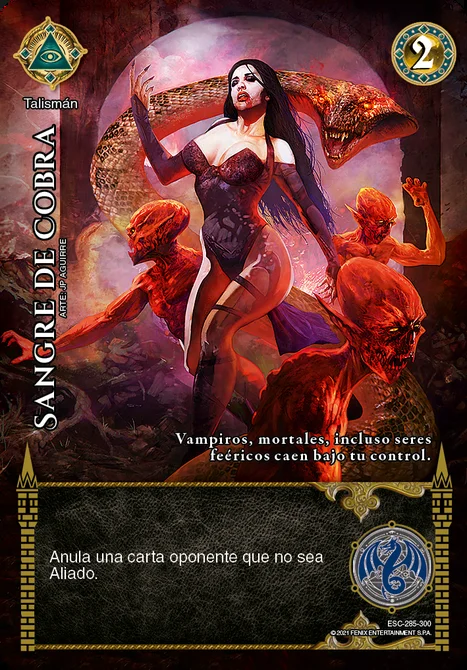 2
Talismán
SANGRE DE COBRA
ARTE: JP AGUIRRE
Vampiros, mortales, incluso seres
feéricos caen bajo tu control.
Anula una carta oponente que no sea
Aliado.
ESC-285-300
©2021 FENIX ENTERTAINMENT S.P.A.